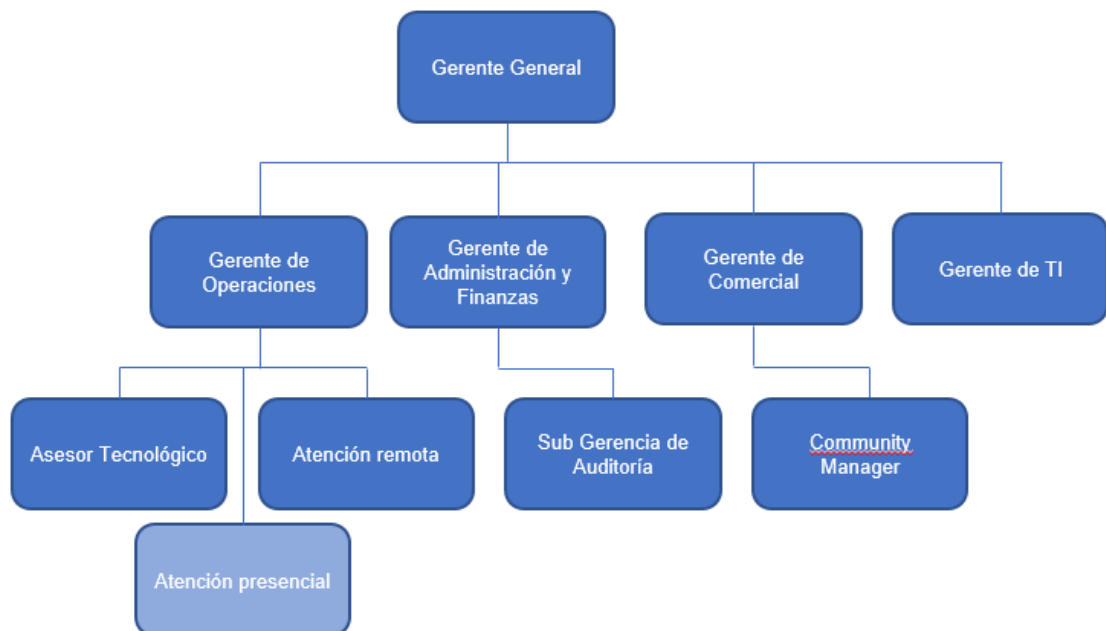 Gerente General
Gerente de
Operaciones
Gerente de
Administración y
Finanzas
Gerente de
Comercial
Gerente de TI
Asesor Tecnológico
Atención remota
Sub Gerencia de
Auditoría
Community
Manager
Atención presencial